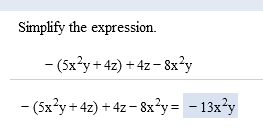 Simplify the expression.
− (5x²y + 4z) + 4z − 8x²y
− (5x²y + 4z) + 4z − 8x²y = − 13x²y